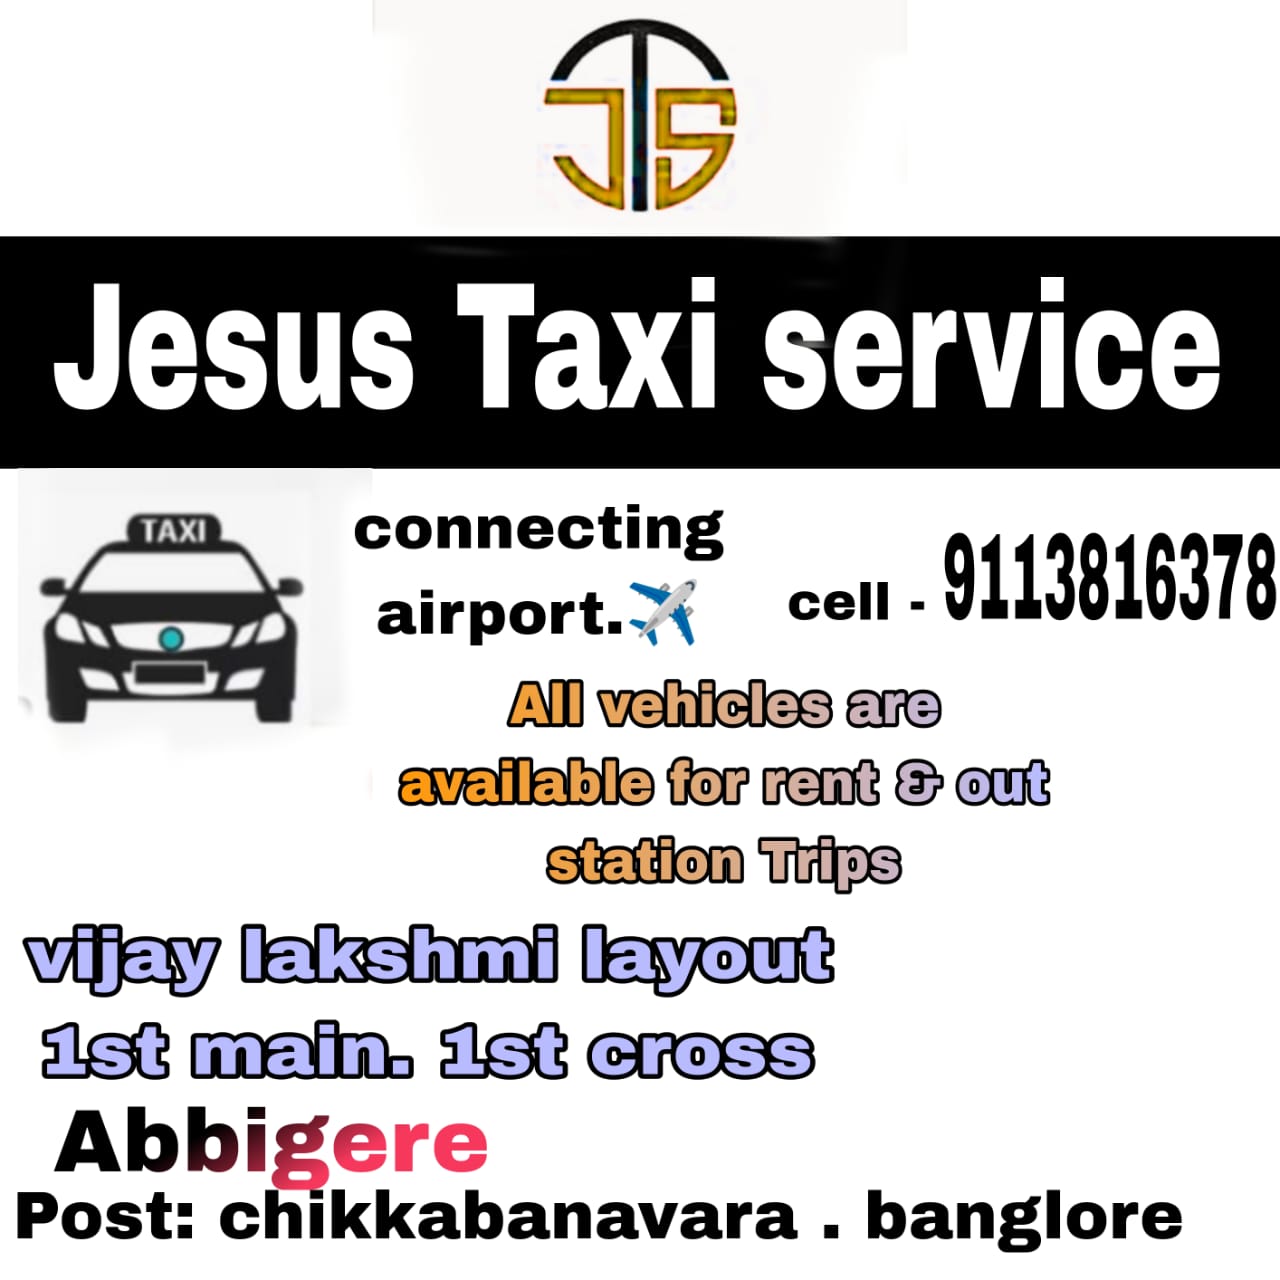 JTS
Jesus Taxi service
TAXI
connecting
airport.✈️
cell - 9113816378
All vehicles are
available for rent & out
station Trips
vijay lakshmi layout
1st main. 1st cross
Abbigere
Post: chikkabanavara . banglore